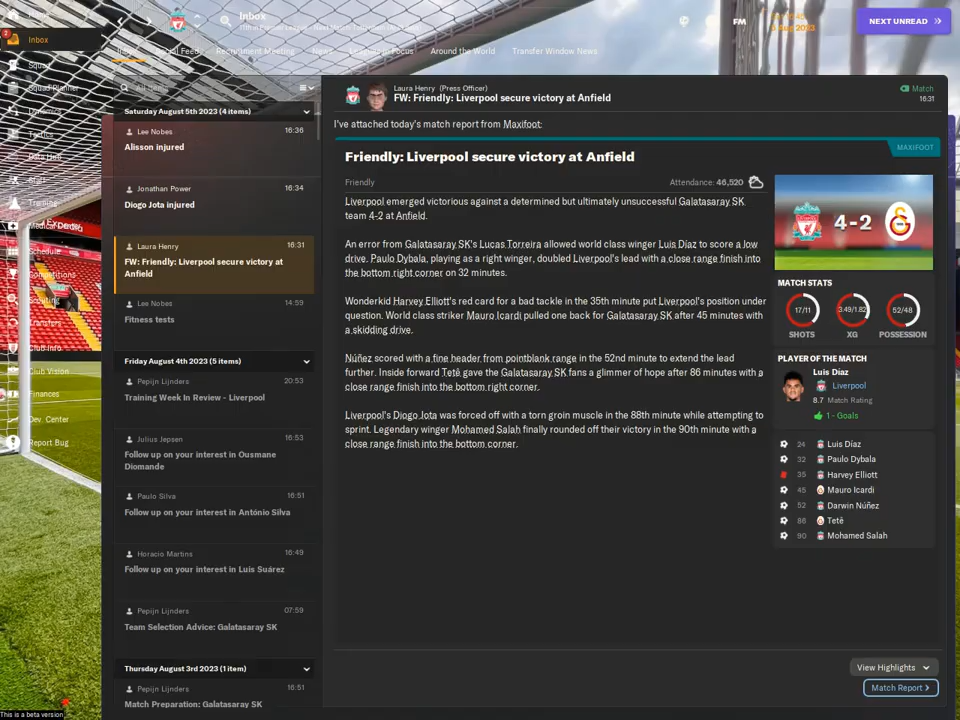 Inbox
FM
NEXT UNREAD
2
Inbox
Inbox
Social Feed
Recruitment Meeting
News
Leagues in Focus
Around the World
Transfer Window News
Squad
Squad Planner
Dynamics
Tactics
Data Hub
Staff
Training
Medical Centre
Schedule
Competitions
Scouting
Transfers
Club Info
Club Vision
Finances
Dev. Center
Report Bug
This is a beta version
All Items
Saturday August 5th 2023 (4 items)
Lee Nobes 16:36
Alisson injured
Jonathan Power 16:34
Diogo Jota injured
Laura Henry 16:31
FW: Friendly: Liverpool secure victory at
Anfield
Lee Nobes 14:59
Fitness tests
Friday August 4th 2023 (5 items)
Pepijn Lijnders 20:53
Training Week In Review - Liverpool
Julius Jepsen 16:53
Follow up on your interest in Ousmane
Diomande
Paulo Silva 16:51
Follow up on your interest in António Silva
Horacio Martins 16:49
Follow up on your interest in Luis Suárez
Pepijn Lijnders 07:59
Team Selection Advice: Galatasaray SK
Thursday August 3rd 2023 (1 item)
Pepijn Lijnders 16:51
Match Preparation: Galatasaray SK
Laura Henry (Press Officer)
FW: Friendly: Liverpool secure victory at Anfield
Match
16:31
I've attached today's match report from Maxifoot:
MAXIFOOT
Friendly: Liverpool secure victory at Anfield
Friendly
Attendance: 46,520
Liverpool emerged victorious against a determined but ultimately unsuccessful Galatasaray SK
team 4-2 at Anfield.
An error from Galatasaray SK's Lucas Torreira allowed world class winger Luis Díaz to score a low
drive. Paulo Dybala, playing as a right winger, doubled Liverpool's lead with a close range finish into
the bottom right corner on 32 minutes.
Wonderkid Harvey Elliott's red card for a bad tackle in the 35th minute put Liverpool's position under
question. World class striker Mauro Icardi pulled one back for Galatasaray SK after 45 minutes with
a skidding drive.
Núñez scored with a fine header from pointblank range in the 52nd minute to extend the lead
further. Inside forward Tetê gave the Galatasaray SK fans a glimmer of hope after 86 minutes with a
close range finish into the bottom right corner.
Liverpool's Diogo Jota was forced off with a torn groin muscle in the 88th minute while attempting to
sprint. Legendary winger Mohamed Salah finally rounded off their victory in the 90th minute with a
close range finish into the bottom corner.
4-2
MATCH STATS
17/11 3.49/1.82 52/48
SHOTS XG POSSESSION
PLAYER OF THE MATCH
Luis Díaz
Liverpool
8.7 Match Rating
1 - Goals
24 Luis Díaz
32 Paulo Dybala
35 Harvey Elliott
45 Mauro Icardi
52 Darwin Núñez
86 Tetê
90 Mohamed Salah
View Highlights
Match Report